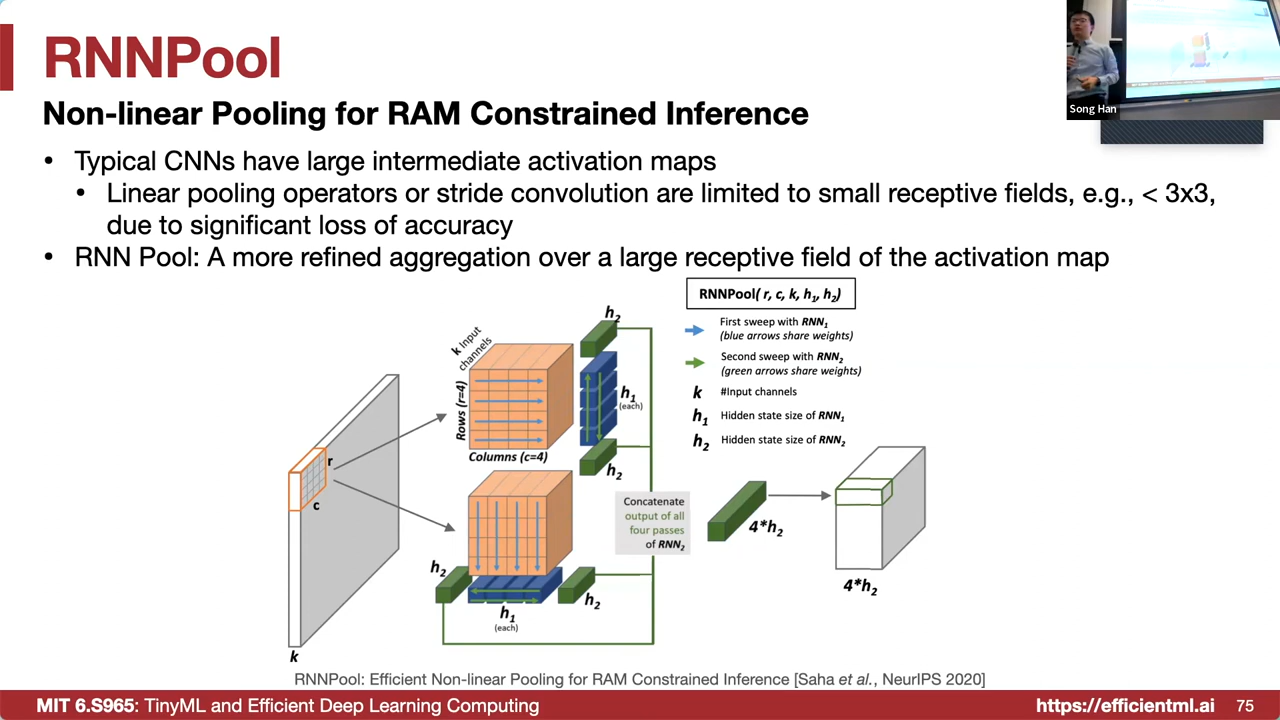 RNNPool
Non-linear Pooling for RAM Constrained Inference
Song Han
• Typical CNNs have large intermediate activation maps
• Linear pooling operators or stride convolution are limited to small receptive fields, e.g., < 3x3,
due to significant loss of accuracy
• RNN Pool: A more refined aggregation over a large receptive field of the activation map
RNNPool( r, c, k, h1, h2)
First sweep with RNN1
(blue arrows share weights)
Second sweep with RNN2
(green arrows share weights)
k #Input channels
h1 Hidden state size of RNN1
h2 Hidden state size of RNN2
k Input
channels
Rows (r=4)
Columns (c=4)
h2
h1
(each)
h2
r
c
k
Concatenate
output of all
four passes
of RNN2
h2
h1
(each)
h2
4*h2
4*h2
RNNPool: Efficient Non-linear Pooling for RAM Constrained Inference [Saha et al., NeurIPS 2020]
MIT 6.S965: TinyML and Efficient Deep Learning Computing
https://efficientml.ai
75